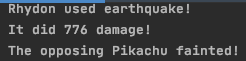 Rhydon used earthquake!
It did 776 damage!
The opposing Pikachu fainted!